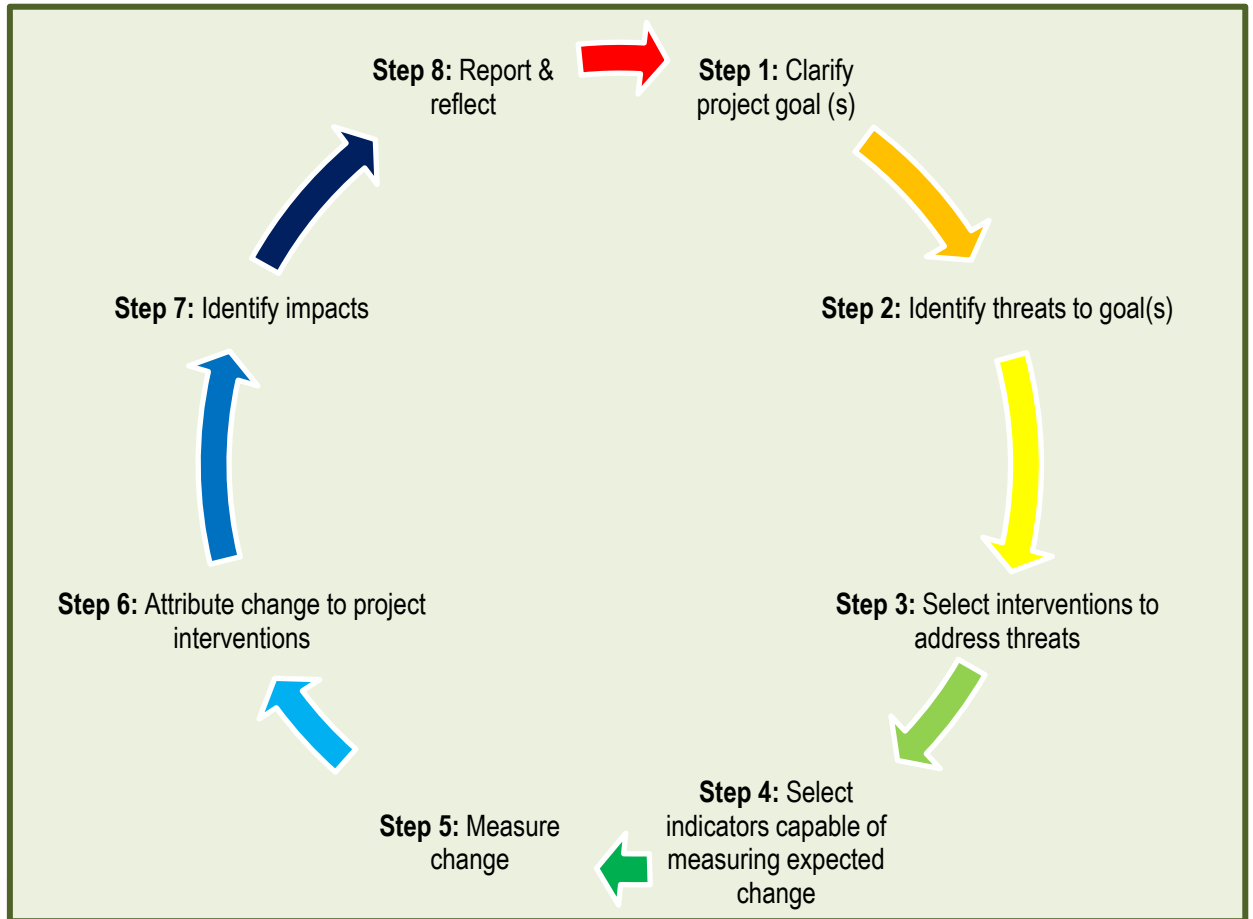 Step 1: Clarify
project goal (s)
Step 2: Identify threats to goal(s)
Step 3: Select interventions to
address threats
Step 4: Select
indicators capable of
measuring expected
change
Step 5: Measure
change
Step 6: Attribute change to project
interventions
Step 7: Identify impacts
Step 8: Report &
reflect